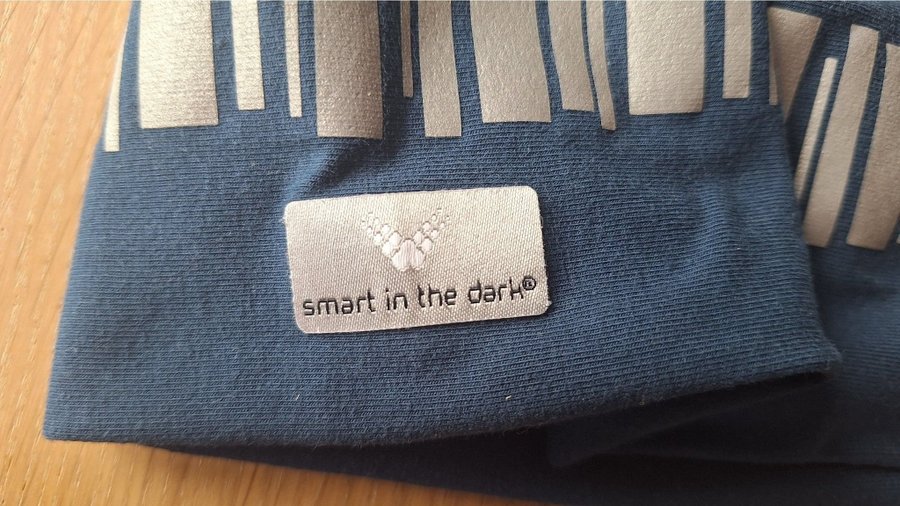 smart in the dark®